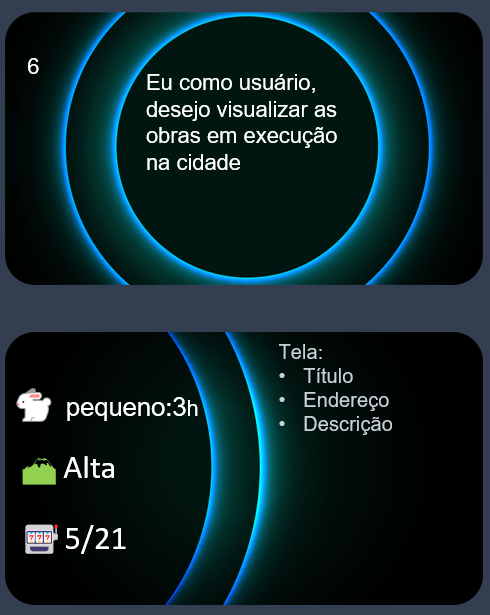 6
Eu como usuário,
desejo visualizar as
obras em execução
na cidade
Tela:
• Título
• Endereço
• Descrição
pequeno:3h
Alta
777
5/21